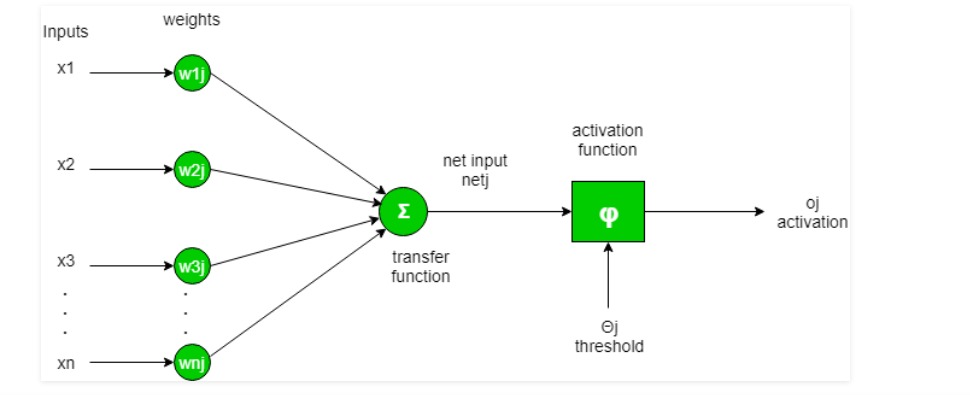 Inputs
weights
x1
w1j
x2
w2j
x3
w3j
.
.
.
.
.
.
xn
wnj
Σ
transfer
function
net input
netj
activation
function
φ
Θj
threshold
oj
activation